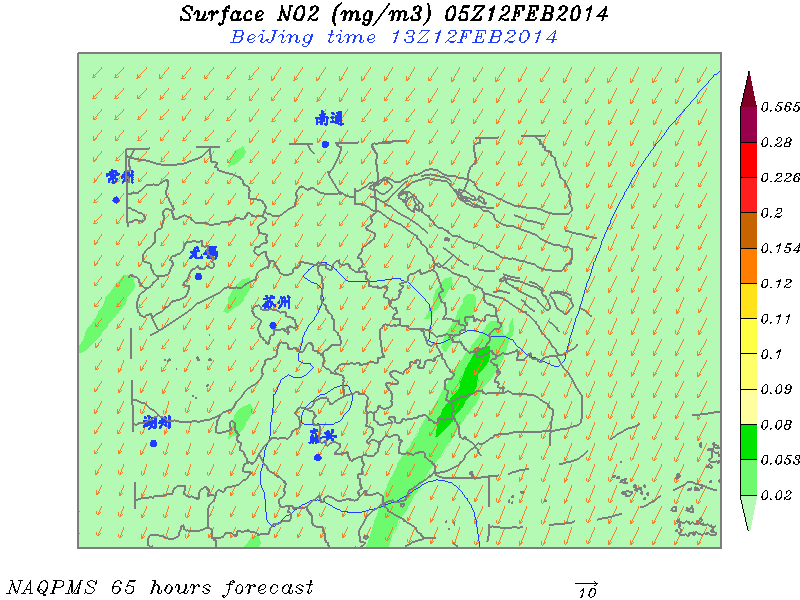 Surface NO2 (mg/m3) 05Z12FEB2014
BeiJing time 13Z12FEB2014
南通
常州
无锡
苏州
湖州
嘉兴
0.565
0.28
0.226
0.2
0.154
0.12
0.11
0.1
0.09
0.08
0.053
0.02
NAQPMS 65 hours forecast
10